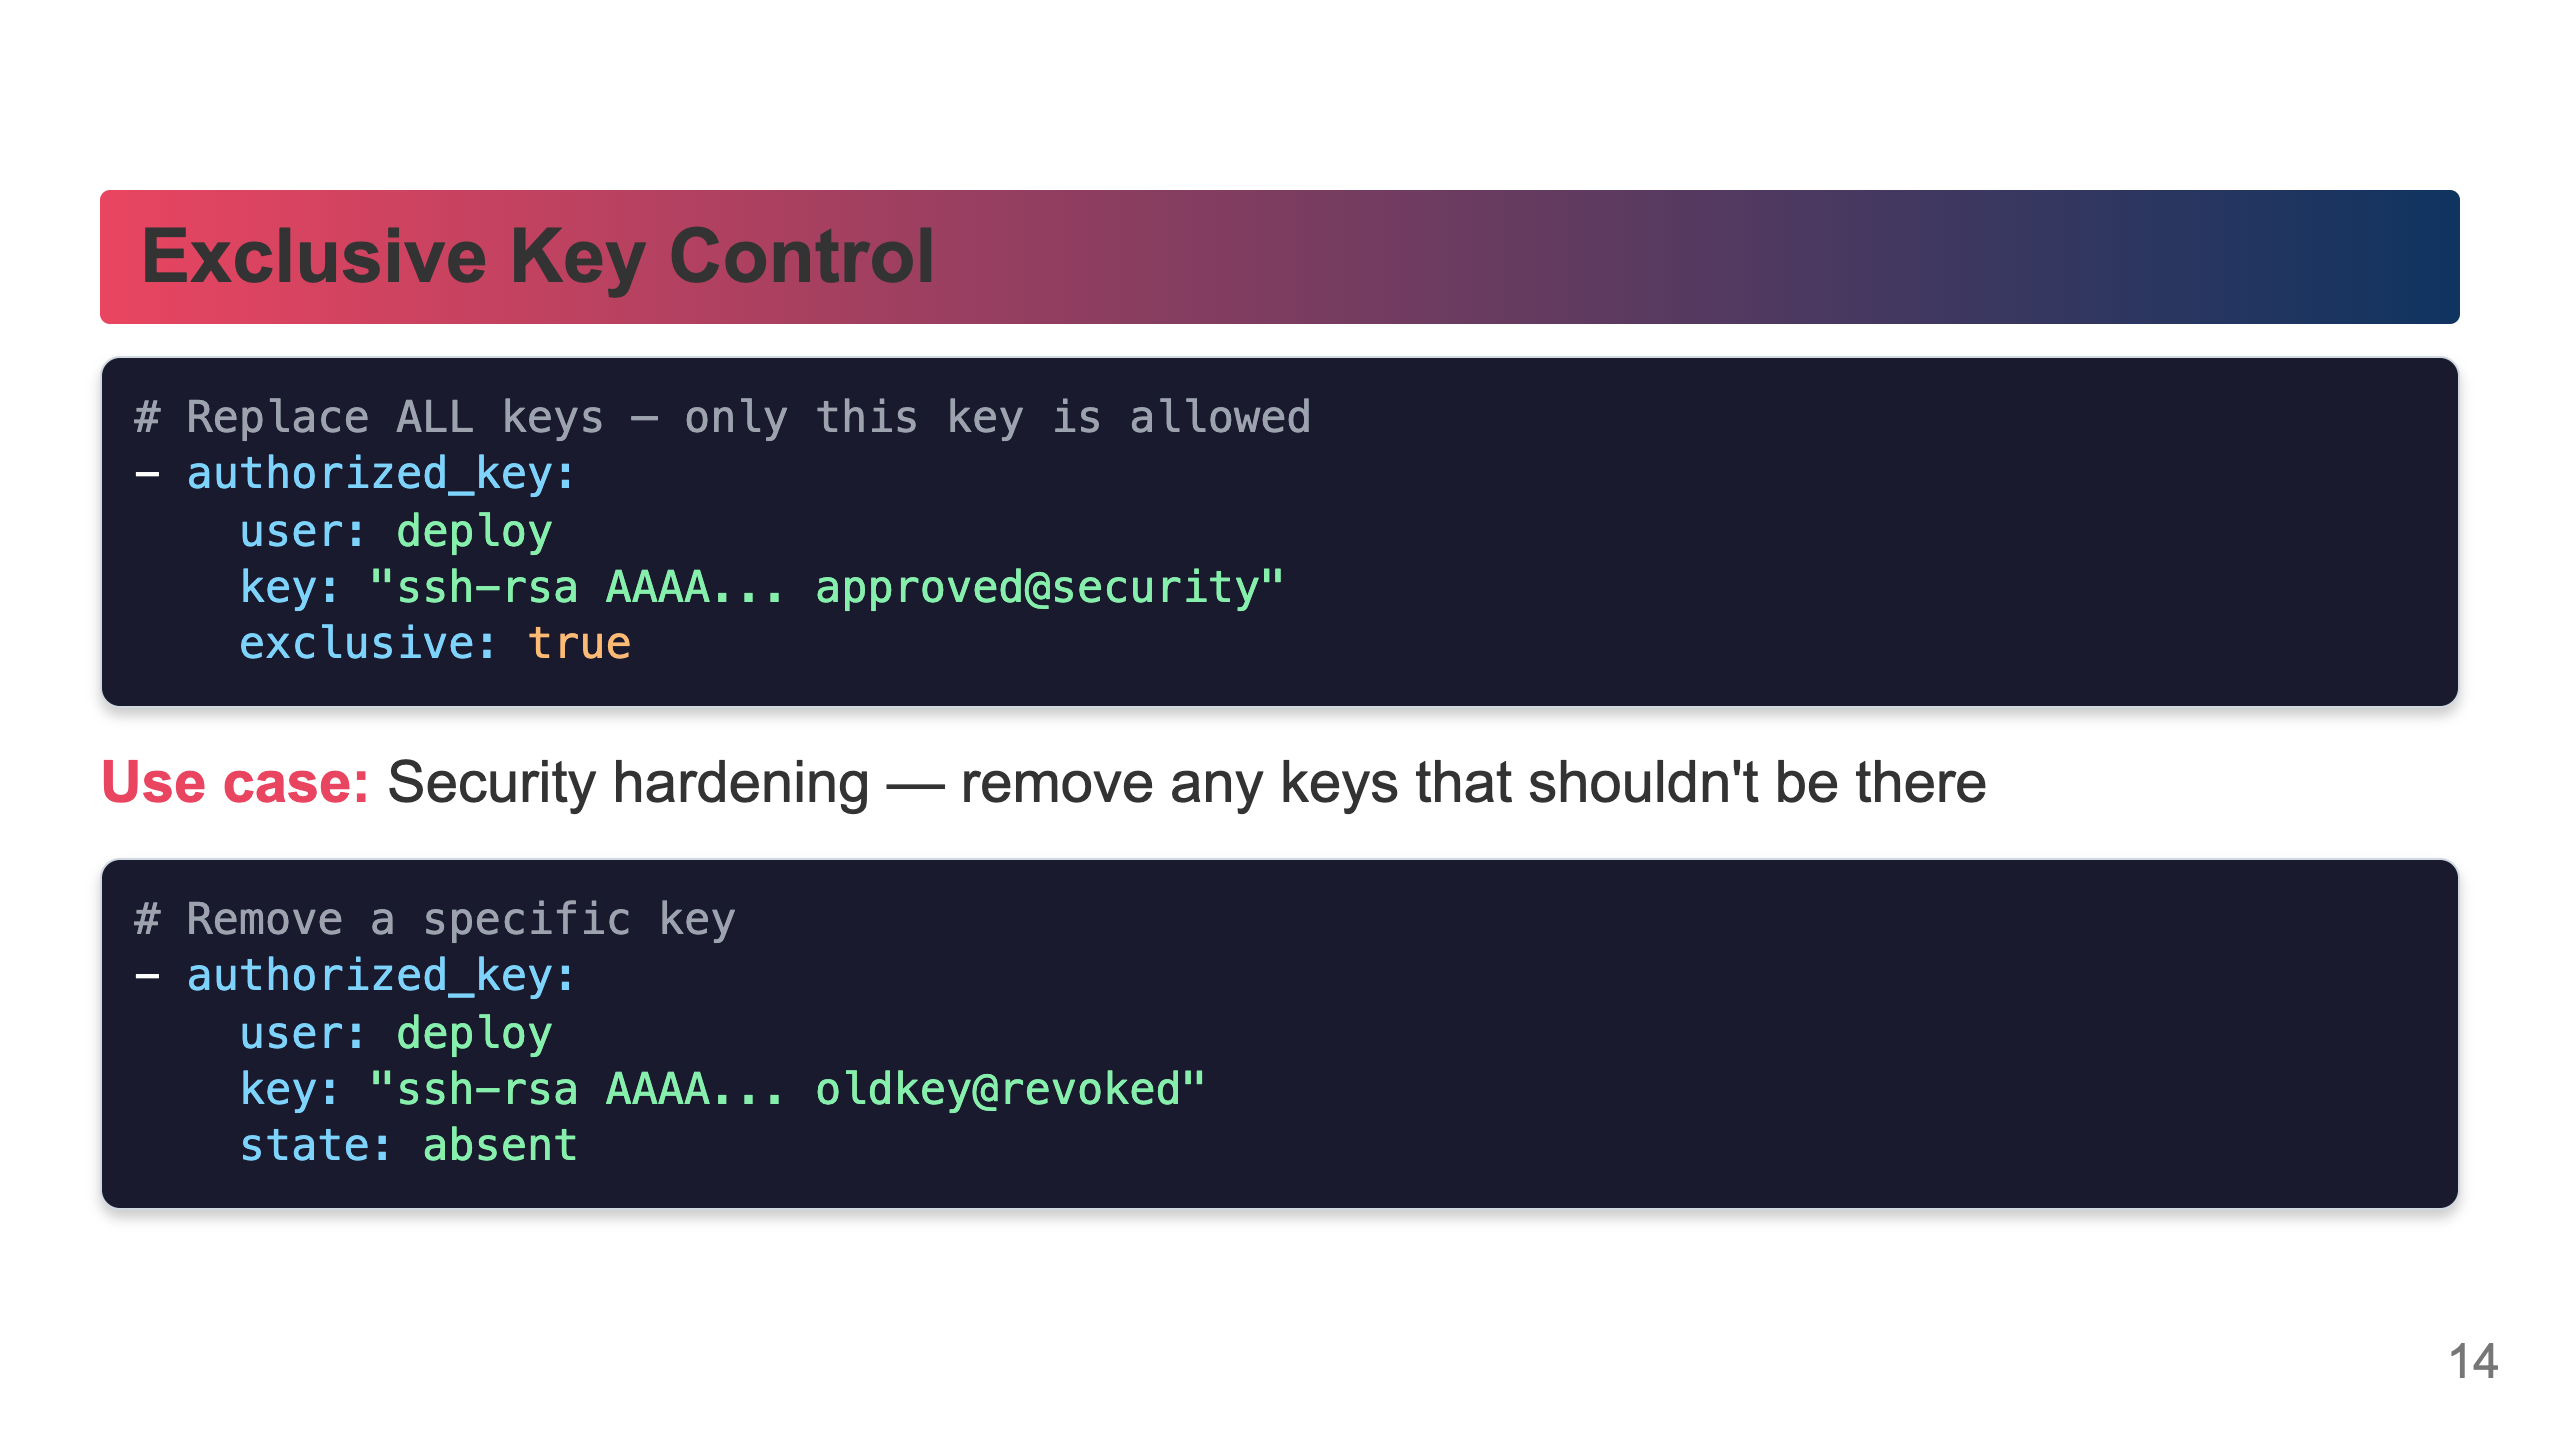 Exclusive Key Control
# Replace ALL keys — only this key is allowed
- authorized_key:
    user: deploy
    key: "ssh-rsa AAAA... approved@security"
    exclusive: true
Use case: Security hardening — remove any keys that shouldn't be there
# Remove a specific key
- authorized_key:
    user: deploy
    key: "ssh-rsa AAAA... oldkey@revoked"
    state: absent
14